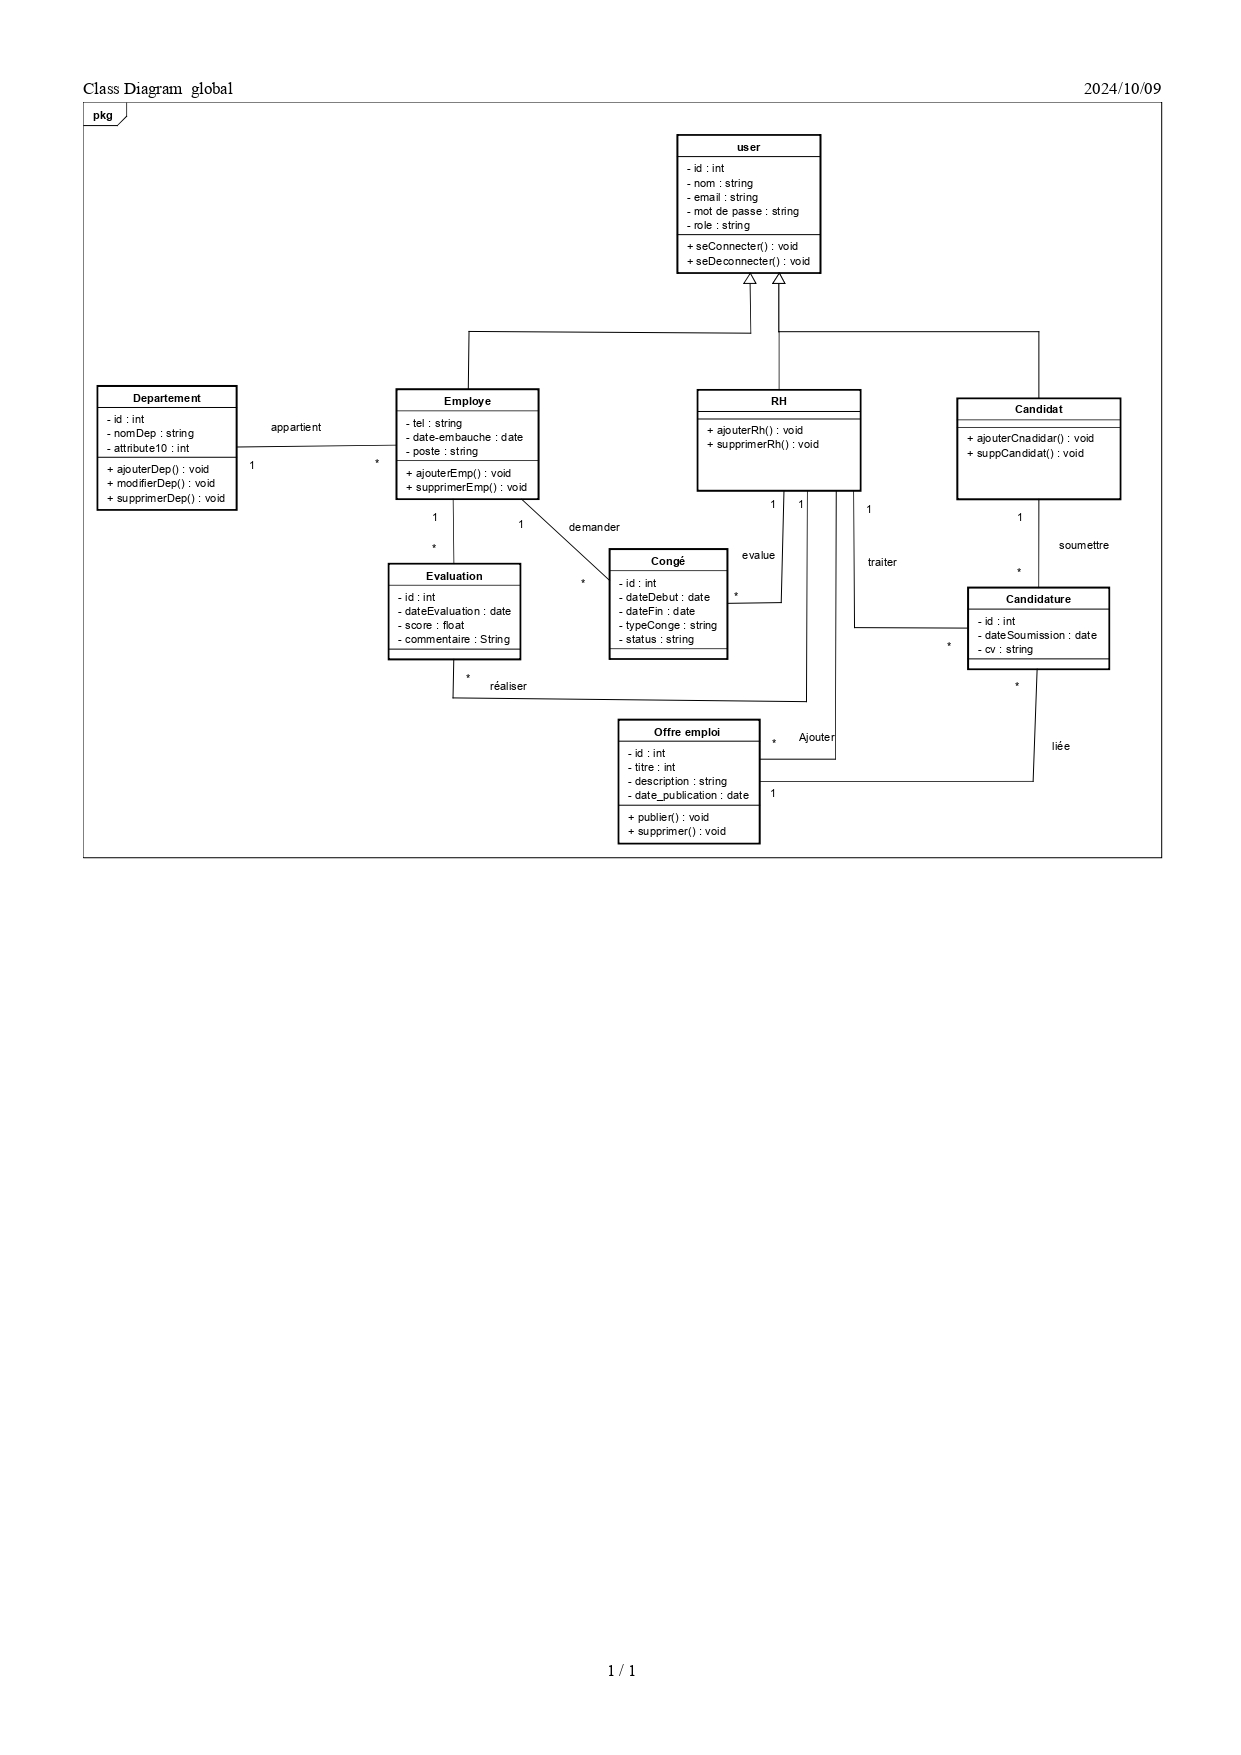 Class Diagram global
2024/10/09
pkg
user
- id : int
- nom : string
- email : string
- mot de passe : string
- role : string
+ seConnecter() : void
+ seDeconnecter() : void
Departement
- id : int
- nomDep : string
- attribute10 : int
+ ajouterDep() : void
+ modifierDep() : void
+ supprimerDep() : void
appartient
1
*
Employe
- tel : string
- date-embauche : date
- poste : string
+ ajouterEmp() : void
+ supprimerEmp() : void
RH
+ ajouterRh() : void
+ supprimerRh() : void
Candidat
+ ajouterCnadidar() : void
+ suppCandidat() : void
1
*
1
demander
*
1
1
evalue
*
1
traiter
*
1
soumettre
*
Evaluation
- id : int
- dateEvaluation : date
- score : float
- commentaire : String
Congé
- id : int
- dateDebut : date
- dateFin : date
- typeConge : string
- status : string
Candidature
- id : int
- dateSoumission : date
- cv : string
*
réaliser
*
Offre emploi
- id : int
- titre : int
- description : string
- date_publication : date
+ publier() : void
+ supprimer() : void
*
Ajouter
liée
1
1 / 1